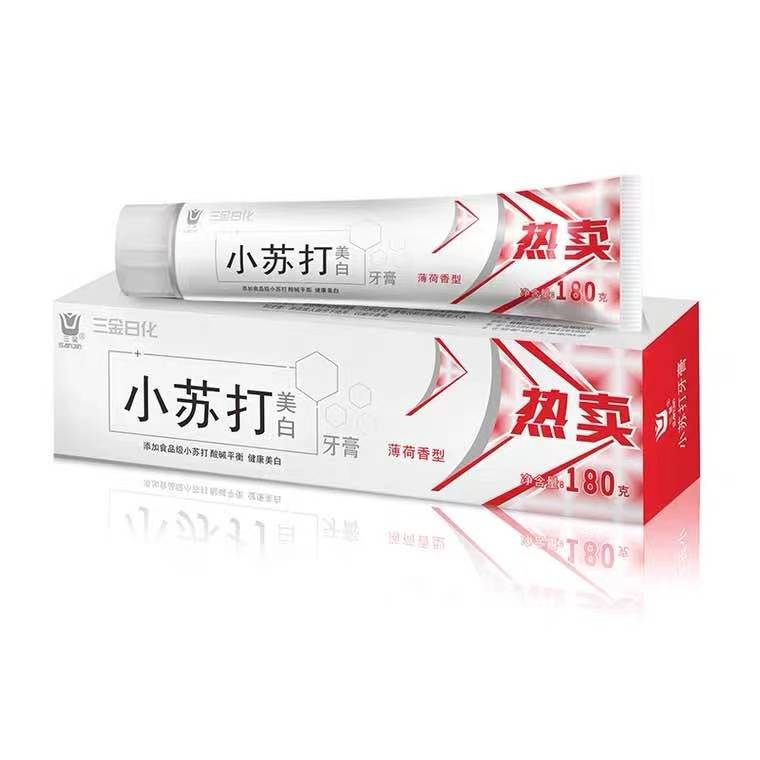 三金日化
小苏打
美白
牙膏
添加食品级小苏打 酸碱平衡 健康美白
薄荷香型
热卖
净含量:180克
三金®
SANJIN
三金日化
小苏打
美白
牙膏
添加食品级小苏打 酸碱平衡 健康美白
薄荷香型
热卖
净含量:180克
小苏打牙膏